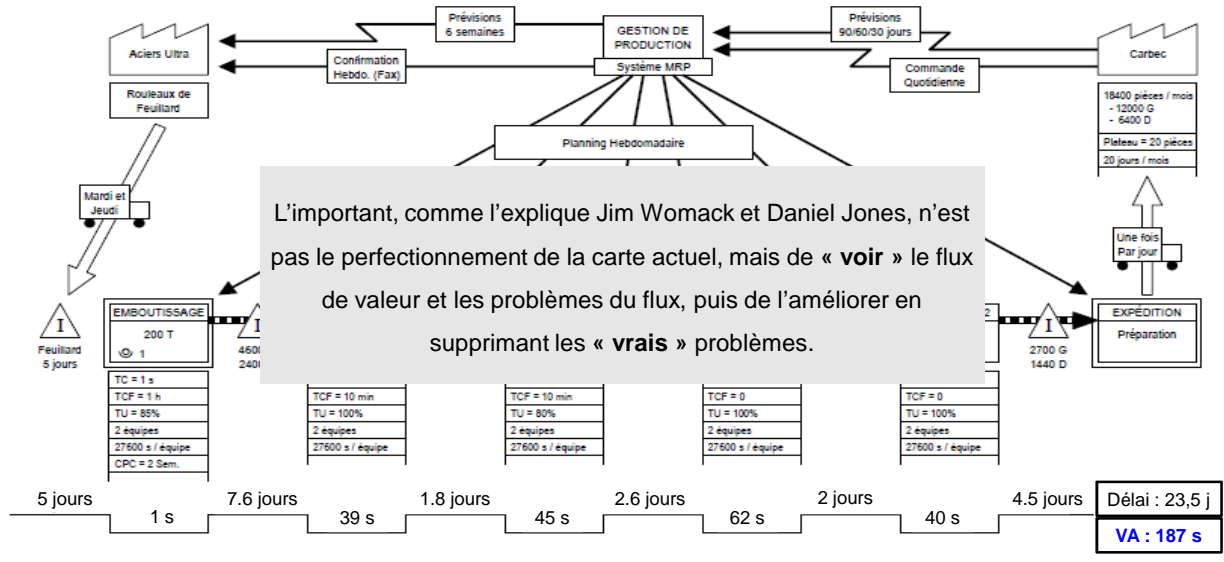 Prévisions
6 semaines
GESTION DE
PRODUCTION
Système MRP
Prévisions
90/60/30 jours
Aciers Ultra
Confirmation
Hebdo. (Fax)
Commande
Quotidienne
Carbec
Rouleaux de
Feuillard
18400 pièces / mois
- 12000 G
- 6400 D
Plateau = 20 pièces
20 jours / mois
Planning Hebdomadaire
Mardi et
Jeudi
Une fois
Par jour
L'important, comme l'explique Jim Womack et Daniel Jones, n'est
pas le perfectionnement de la carte actuel, mais de « voir » le flux
de valeur et les problèmes du flux, puis de l'améliorer en
supprimant les « vrais » problèmes.
I
Feuillard
5 jours
EMBOUTISSAGE
200 T
1
I
4600
2400
2
I
2700 G
1440 D
EXPÉDITION
Préparation
TC = 1 s
TCF = 1 h
TU = 85%
2 équipes
27600 s / équipe
CPC = 2 Sem.
TCF = 10 min
TU = 100%
2 équipes
27600 s / équipe
TCF = 10 min
TU = 80%
2 équipes
27600 s / équipe
TCF = 0
TU = 100%
2 équipes
27600 s / équipe
TCF = 0
TU = 100%
2 équipes
27600 s / équipe
5 jours
7.6 jours
1.8 jours
2.6 jours
2 jours
4.5 jours
Délai : 23,5 j
1 s
39 s
45 s
62 s
40 s
VA : 187 s